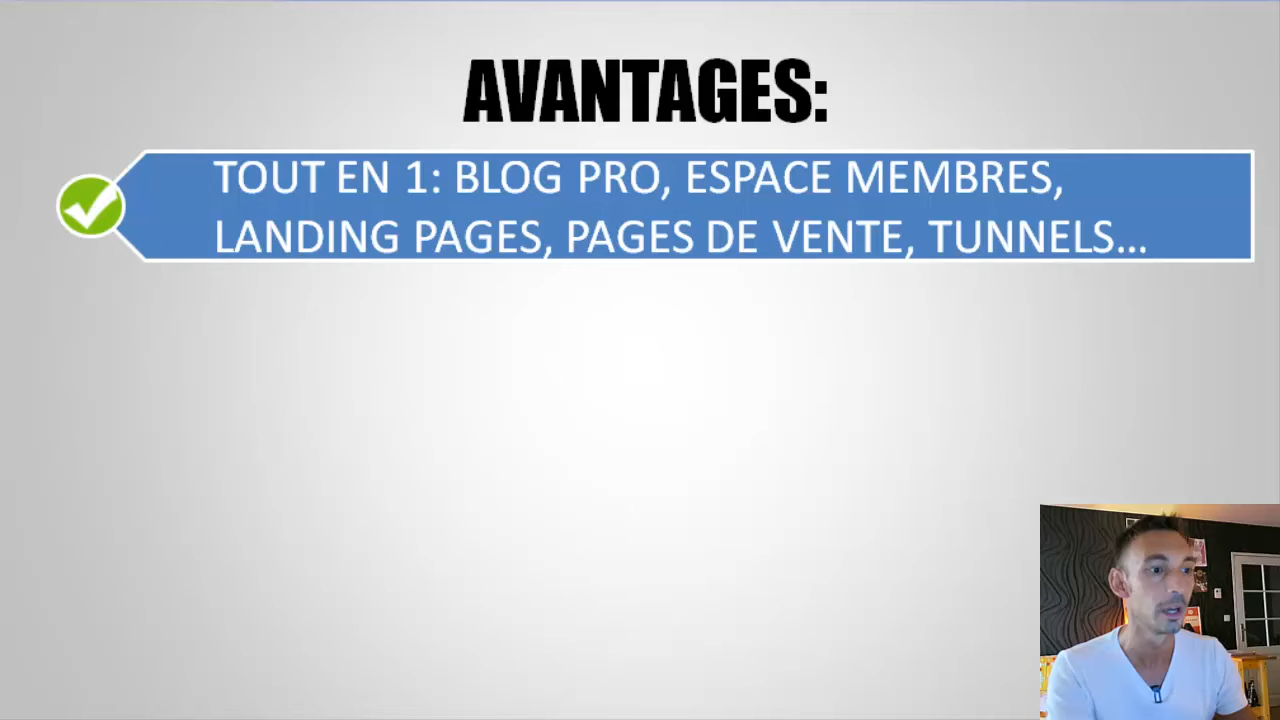 AVANTAGES:
TOUT EN 1: BLOG PRO, ESPACE MEMBRES,
LANDING PAGES, PAGES DE VENTE, TUNNELS...